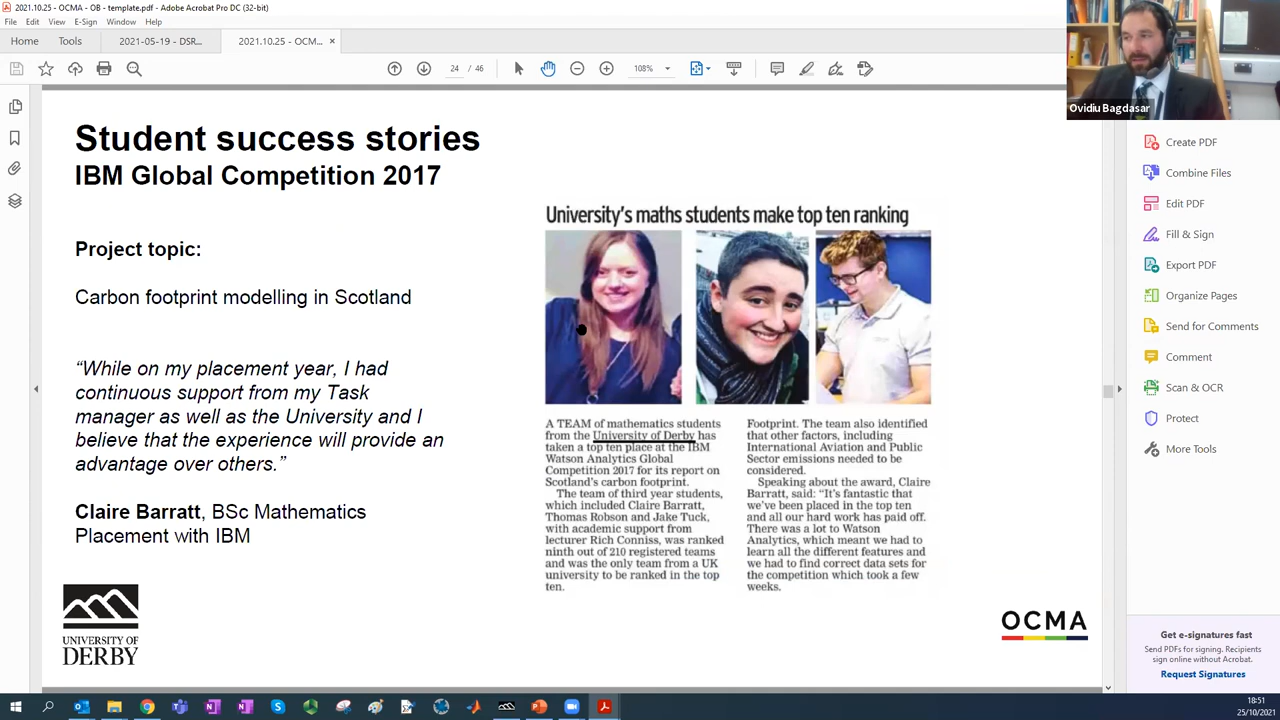 2021.10.25 - OCMA - OB - template.pdf - Adobe Acrobat Pro DC (32-bit)
File Edit View E-Sign Window Help
Home Tools 2021-05-19 - DSR... 2021.10.25 - OCM... ×
24 / 46 108%
Ovidiu Bagdasar
Student success stories
IBM Global Competition 2017
Project topic:
Carbon footprint modelling in Scotland
“While on my placement year, I had
continuous support from my Task
manager as well as the University and I
believe that the experience will provide an
advantage over others.”
Claire Barratt, BSc Mathematics
Placement with IBM
UNIVERSITY OF
DERBY
University's maths students make top ten ranking
A TEAM of mathematics students
from the University of Derby has
taken a top ten place at the IBM
Watson Analytics Global
Competition 2017 for its report on
Scotland's carbon footprint.
The team of third year students,
which included Claire Barratt,
Thomas Robson and Jake Tuck,
with academic support from
lecturer Rich Conniss, was ranked
ninth out of 210 registered teams
and was the only team from a UK
university to be ranked in the top
ten.
Footprint. The team also identified
that other factors, including
International Aviation and Public
Sector emissions needed to be
considered.
Speaking about the award, Claire
Barratt, said: “It's fantastic that
we've been placed in the top ten
and all our hard work has paid off.
There was a lot to Watson
Analytics, which meant we had to
learn all the different features and
we had to find correct data sets for
the competition which took a few
weeks.
OCMA
Create PDF
Combine Files
Edit PDF
Fill & Sign
Export PDF
Organize Pages
Send for Comments
Comment
Scan & OCR
Protect
More Tools
Get e-signatures fast
Send PDFs for signing. Recipients
sign online without Acrobat.
Request Signatures
18:51
25/10/2021